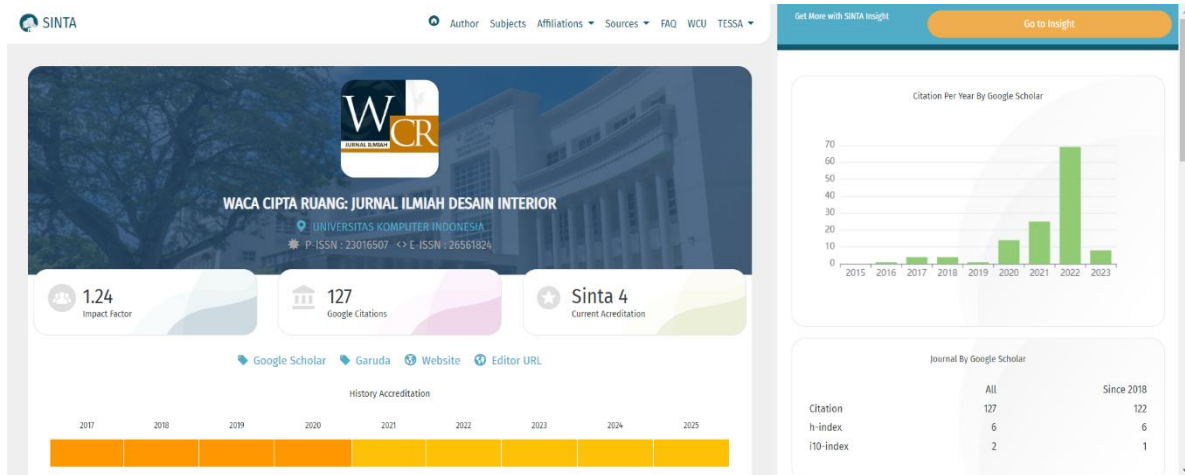 SINTA
Author Subjects Affiliations Sources FAQ WCU TESSA
Get More with SINTA Insight
Go to Insight
WCR
JURNAL ILMIAH
WACA CIPTA RUANG: JURNAL ILMIAH DESAIN INTERIOR
UNIVERSITAS KOMPUTER INDONESIA
P-ISSN : 23016507 <> E-ISSN : 26561824
1.24
Impact Factor
127
Google Citations
Sinta 4
Current Acreditation
Google Scholar Garuda Website Editor URL
History Accreditation
2017 2018 2019 2020 2021 2022 2023 2024 2025
Citation Per Year By Google Scholar
70
60
50
40
30
20
10
0
2015 2016 2017 2018 2019 2020 2021 2022 2023
Journal By Google Scholar
All Since 2018
Citation 127 122
h-index 6 6
i10-index 2 1